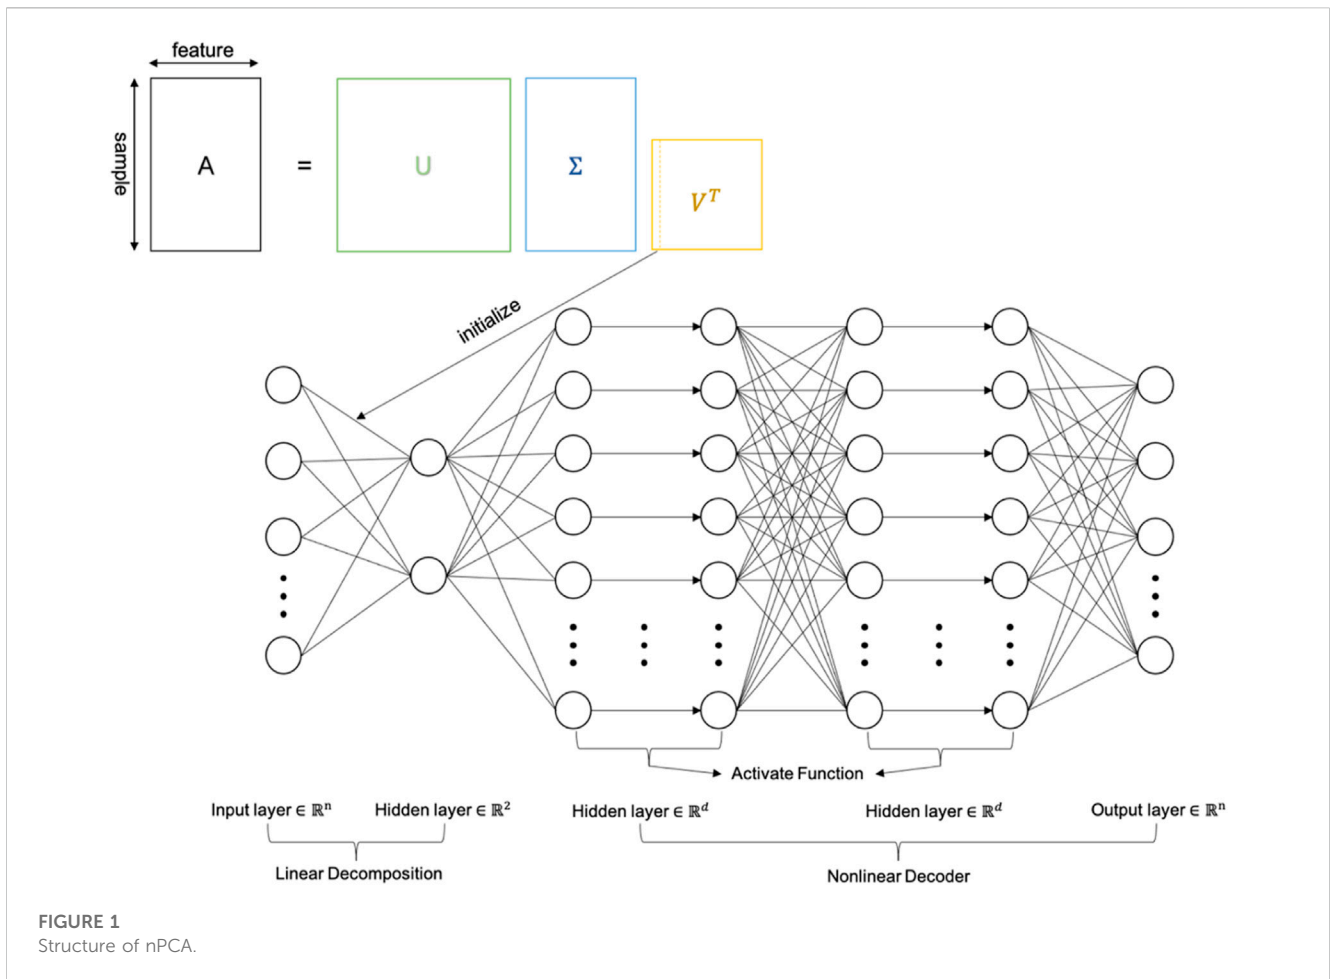 feature
sample
A
=
U
Σ
V^T
initialize
Activate Function
Input layer ∈ ℝⁿ
Hidden layer ∈ ℝ²
Hidden layer ∈ ℝᵈ
Hidden layer ∈ ℝᵈ
Output layer ∈ ℝⁿ
Linear Decomposition
Nonlinear Decoder
FIGURE 1
Structure of nPCA.